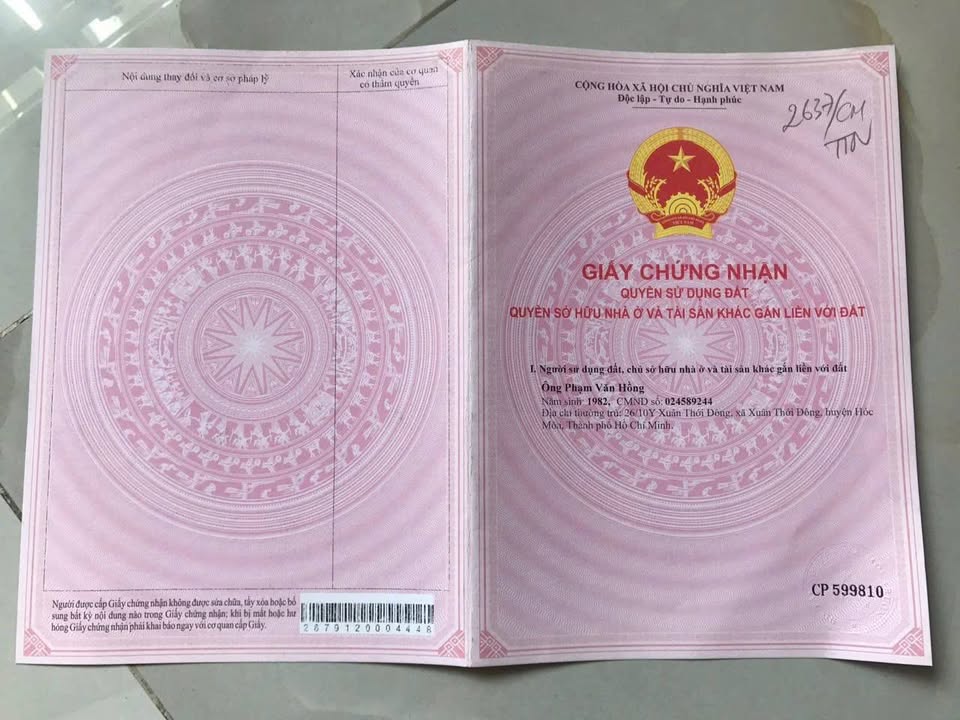 Nội dung thay đổi và cơ sở pháp lý
Xác nhận của cơ quan
có thẩm quyền
Người được cấp Giấy chứng nhận không được sửa chữa, tẩy xóa hoặc bổ
sung bất kỳ nội dung nào trong Giấy chứng nhận; khi bị mất hoặc hư
hỏng Giấy chứng nhận phải khai báo ngay với cơ quan cấp Giấy.
2679120004448
CỘNG HÒA XÃ HỘI CHỦ NGHĨA VIỆT NAM
Độc lập - Tự do - Hạnh phúc
2637/CM
TTN
VIỆT NAM
GIẤY CHỨNG NHẬN
QUYỀN SỬ DỤNG ĐẤT
QUYỀN SỞ HỮU NHÀ Ở VÀ TÀI SẢN KHÁC GẮN LIỀN VỚI ĐẤT
I. Người sử dụng đất, chủ sở hữu nhà ở và tài sản khác gắn liền với đất
Ông Phạm Văn Hồng
Năm sinh: 1982, CMND số: 024589244
Địa chỉ thường trú: 26/10Y Xuân Thới Đông, xã Xuân Thới Đông, huyện Hóc
Môn, Thành phố Hồ Chí Minh.
CP 599810